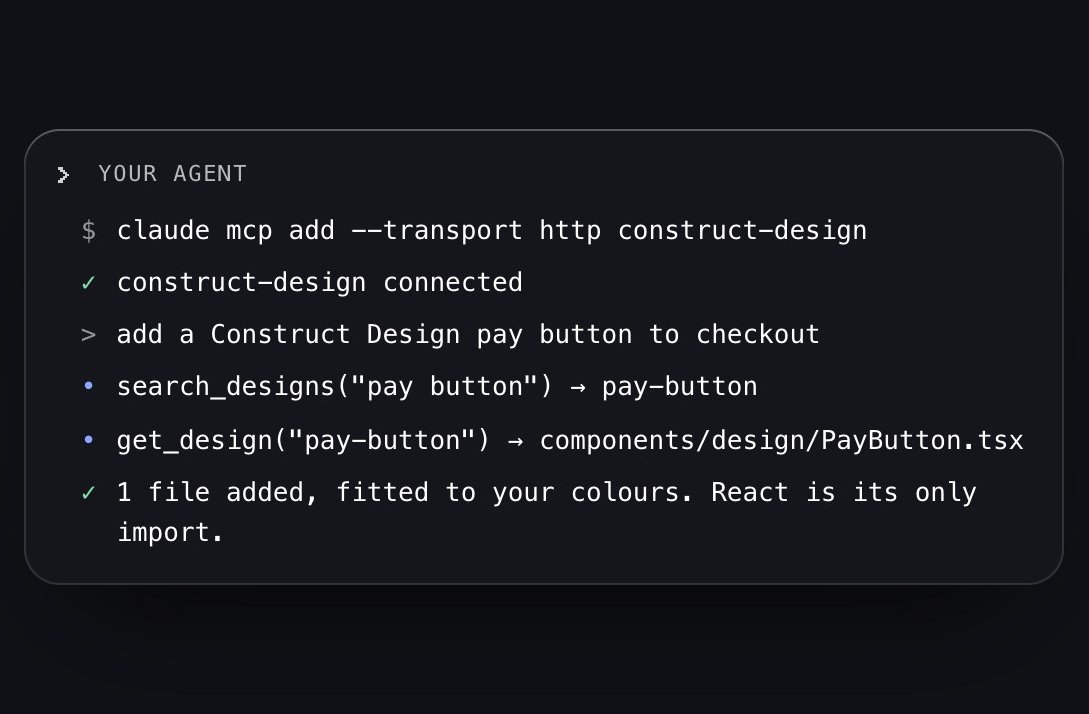 YOUR AGENT
$ claude mcp add --transport http construct-design
✓ construct-design connected
> add a Construct Design pay button to checkout
• search_designs("pay button") → pay-button
• get_design("pay-button") → components/design/PayButton.tsx
✓ 1 file added, fitted to your colours. React is its only
import.